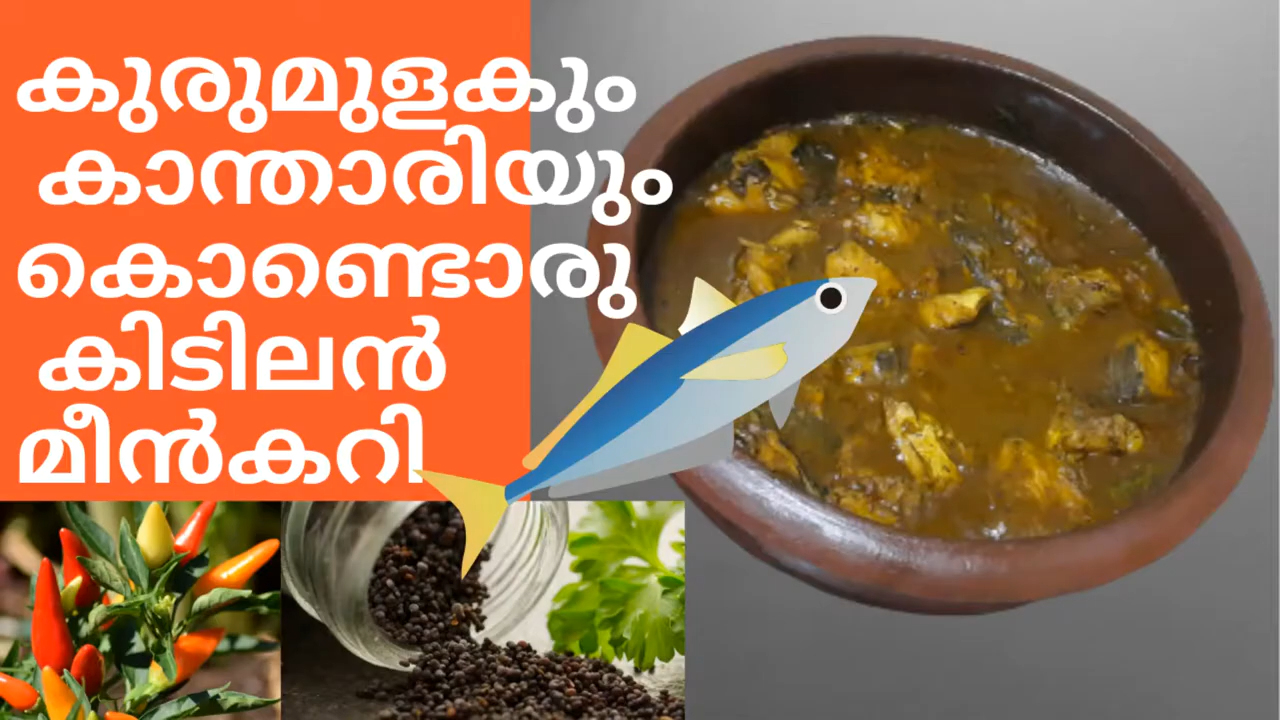 കുരുമുളകും
കാന്താരിയും
കൊണ്ടൊരു
കിടിലൻ
മീൻകറി